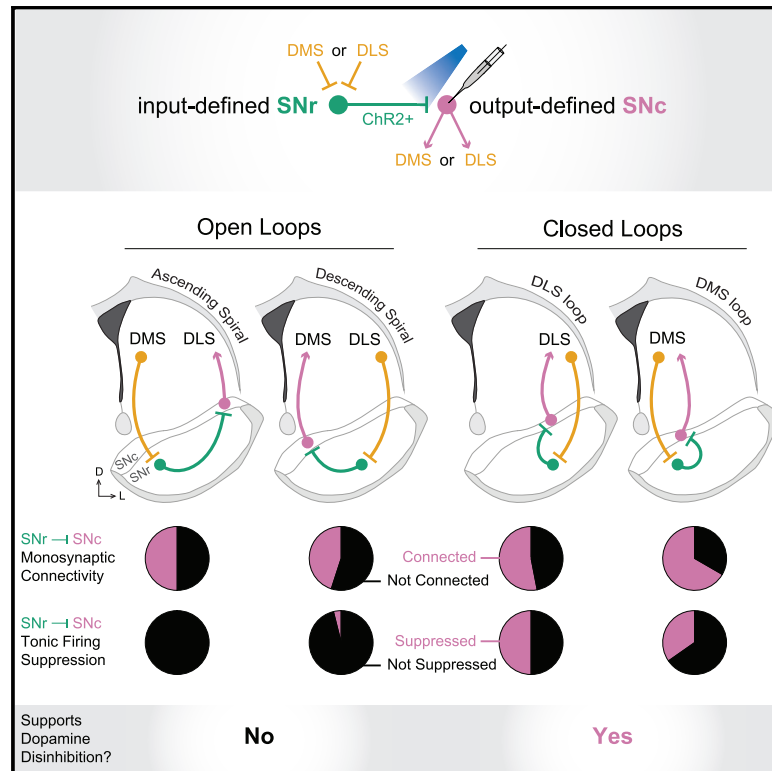 DMS or DLS
input-defined SNr
output-defined SNc
ChR2+
DMS or DLS
Open Loops
Closed Loops
Ascending Spiral
Descending Spiral
DLS loop
DMS loop
DMS
DLS
DMS
DLS
DLS
DMS
SNc
SNr
D
L
SNr ⊣ SNc
Monosynaptic
Connectivity
Connected
Not Connected
SNr ⊣ SNc
Tonic Firing
Suppression
Suppressed
Not Suppressed
Supports
Dopamine
Disinhibition?
No
Yes